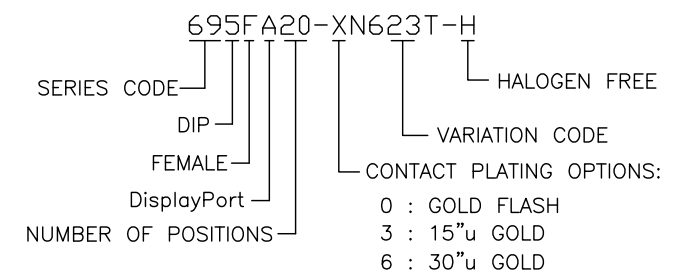 695FA20-XN623T-H
SERIES CODE
HALOGEN FREE
DIP
VARIATION CODE
FEMALE
CONTACT PLATING OPTIONS:
DisplayPort
0 : GOLD FLASH
NUMBER OF POSITIONS
3 : 15"u GOLD
6 : 30"u GOLD